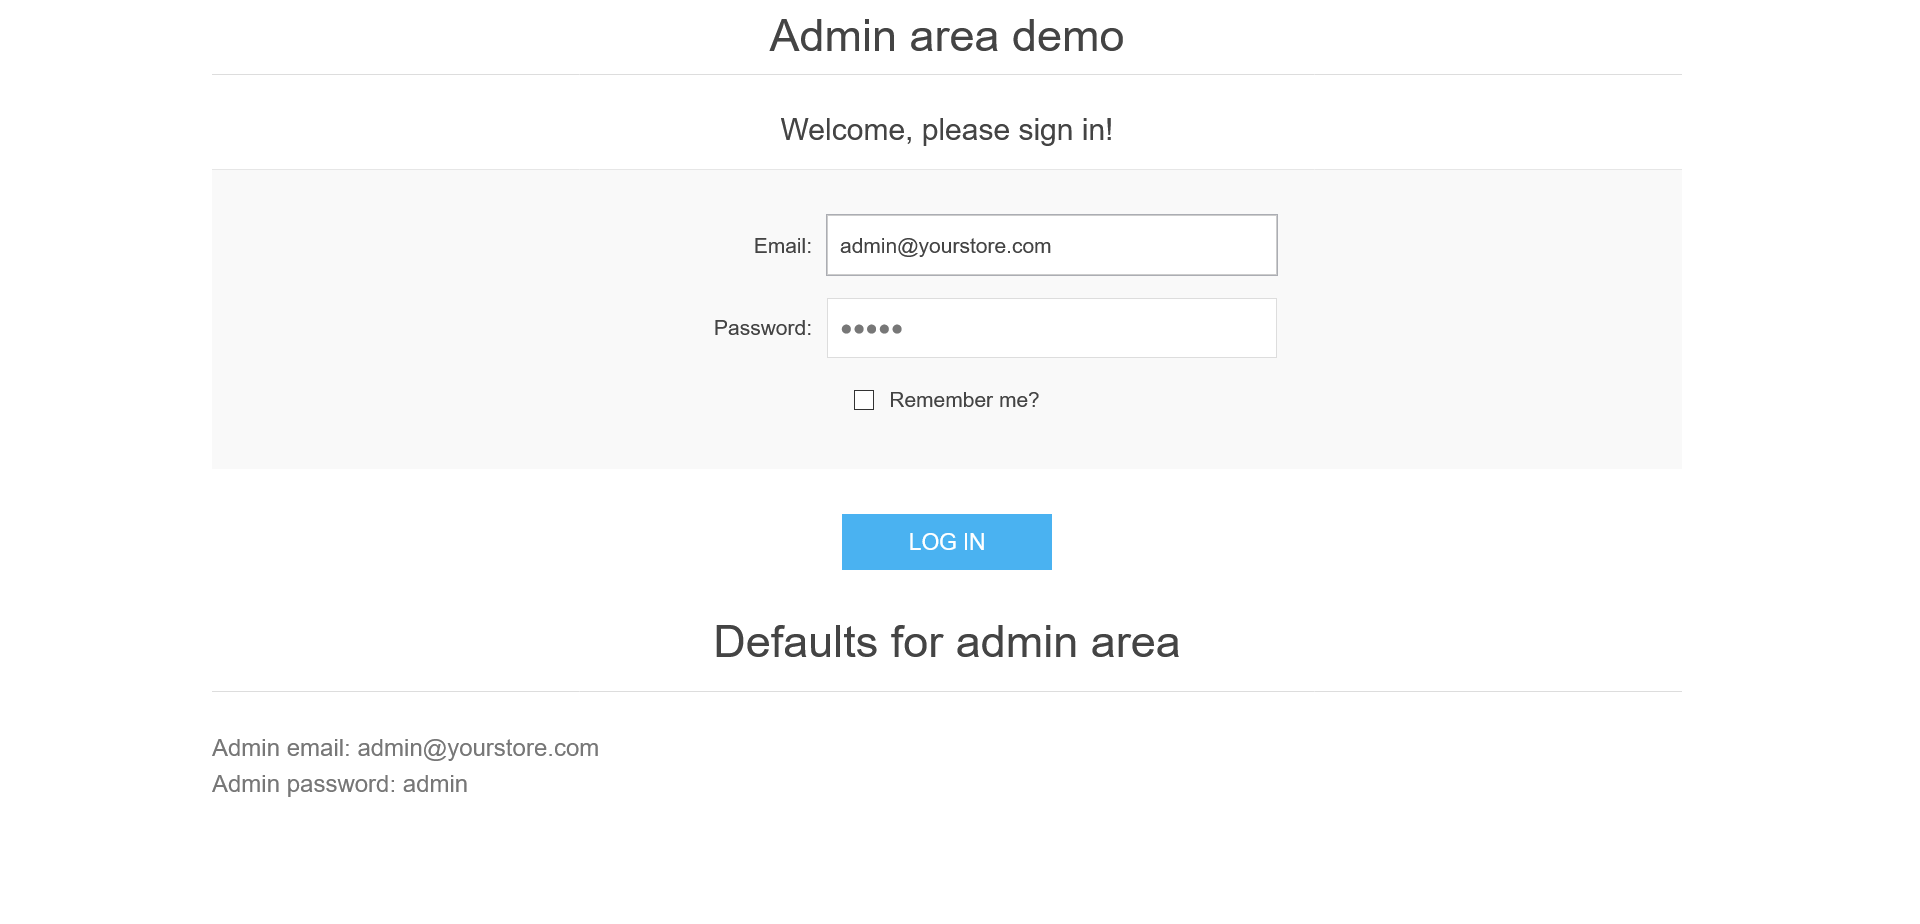 Admin area demo
Welcome, please sign in!
Email: admin@yourstore.com
Password: •••••
Remember me?
LOG IN
Defaults for admin area
Admin email: admin@yourstore.com
Admin password: admin